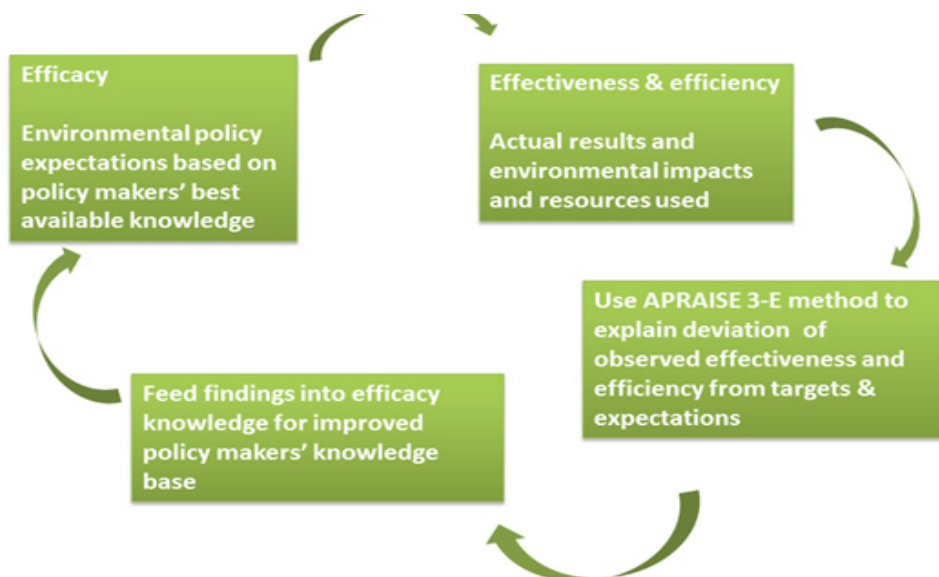 Efficacy
Environmental policy
expectations based on
policy makers’ best
available knowledge
Effectiveness & efficiency
Actual results and
environmental impacts
and resources used
Use APRAISE 3-E method to
explain deviation of
observed effectiveness and
efficiency from targets &
expectations
Feed findings into efficacy
knowledge for improved
policy makers’ knowledge
base